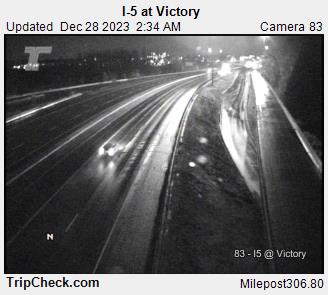 I-5 at Victory
Updated Dec 28 2023 2:34 AM Camera 83
T
N
83 - I5 @ Victory
TripCheck.com Milepost306.80